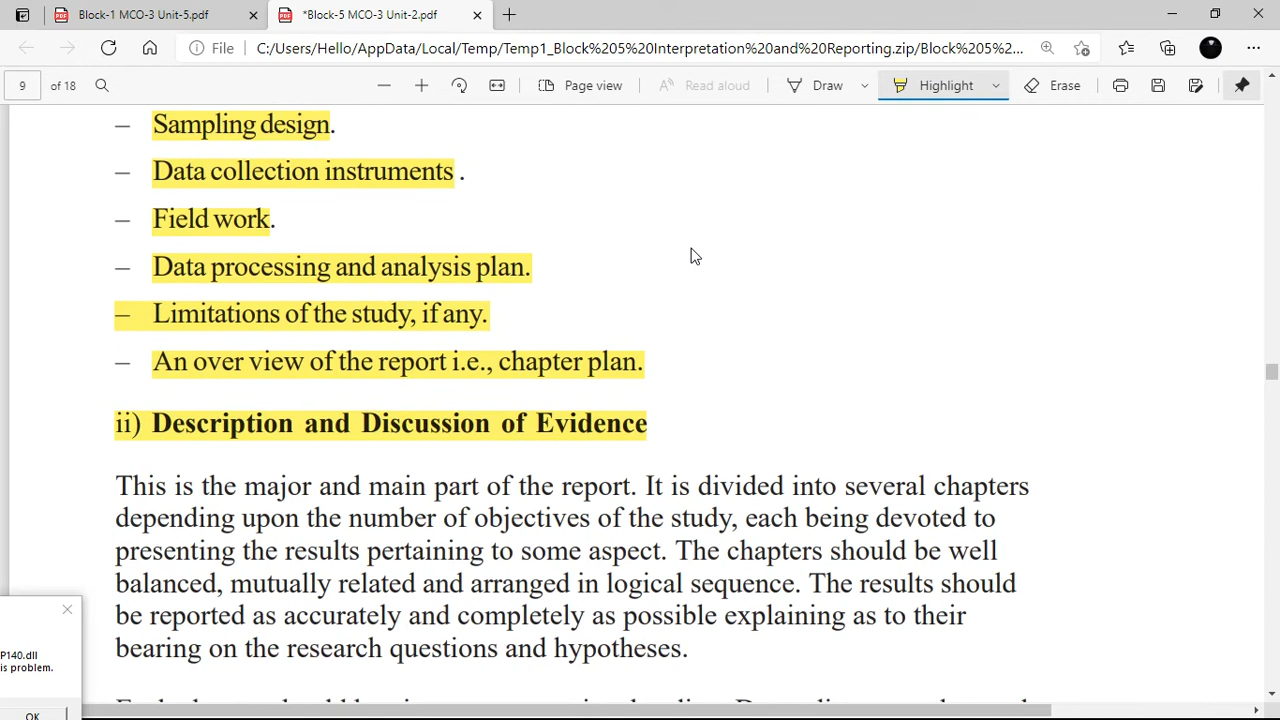 Block-1 MCO-3 Unit-5.pdf
*Block-5 MCO-3 Unit-2.pdf
File
C:/Users/Hello/AppData/Local/Temp/Temp1_Block%205%20Interpretation%20and%20Reporting.zip/Block%205%2...
9 of 18
Page view
Read aloud
Draw
Highlight
Erase
– Sampling design.
– Data collection instruments .
– Field work.
– Data processing and analysis plan.
– Limitations of the study, if any.
– An over view of the report i.e., chapter plan.
ii) Description and Discussion of Evidence
This is the major and main part of the report. It is divided into several chapters
depending upon the number of objectives of the study, each being devoted to
presenting the results pertaining to some aspect. The chapters should be well
balanced, mutually related and arranged in logical sequence. The results should
be reported as accurately and completely as possible explaining as to their
bearing on the research questions and hypotheses.
P140.dll
is problem.
OK